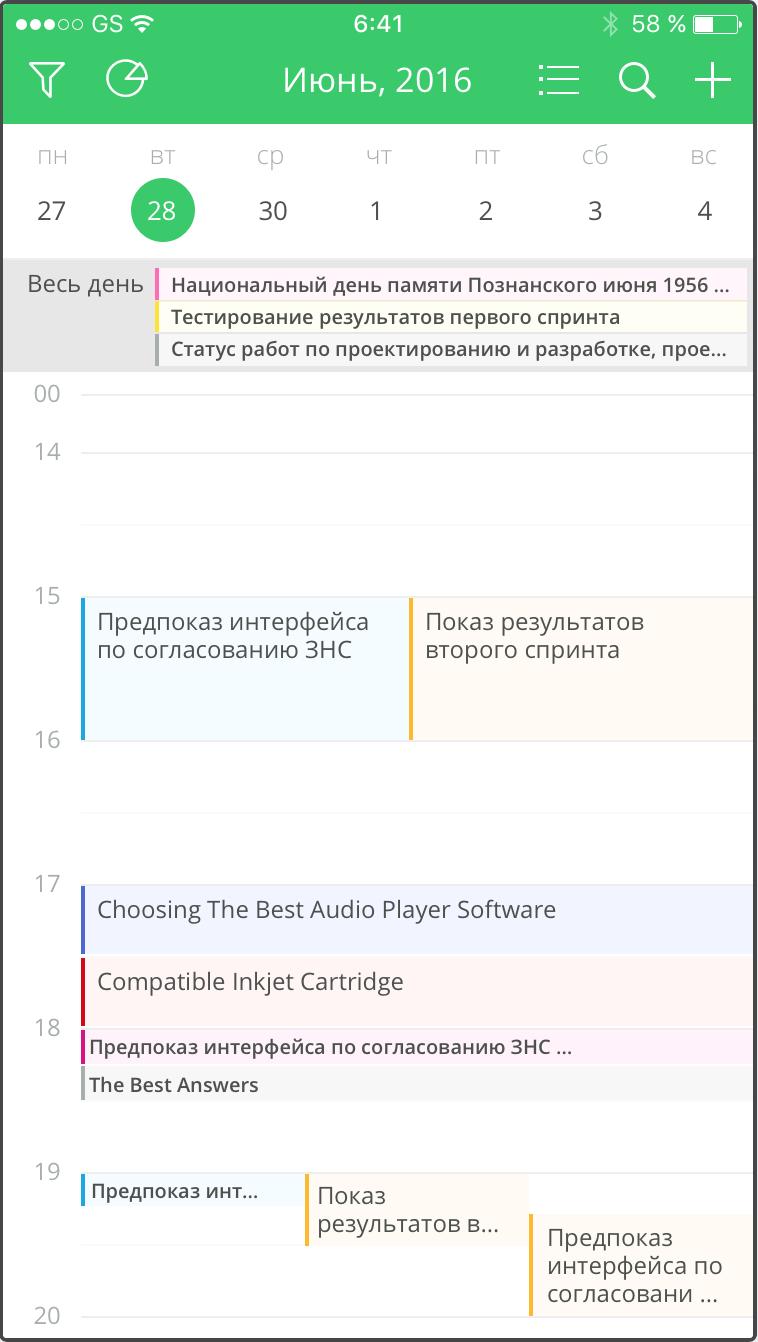 GS 6:41 58 %
Июнь, 2016
пн вт ср чт пт сб вс
27 28 30 1 2 3 4
Весь день
Национальный день памяти Познанского июня 1956 ...
Тестирование результатов первого спринта
Статус работ по проектированию и разработке, прое...
00
14
15
Предпоказ интерфейса
по согласованию ЗНС
Показ результатов
второго спринта
16
17
Choosing The Best Audio Player Software
Compatible Inkjet Cartridge
18
Предпоказ интерфейса по согласованию ЗНС ...
The Best Answers
19
Предпоказ инт...
Показ
результатов в...
Предпоказ
интерфейса по
согласовани ...
20